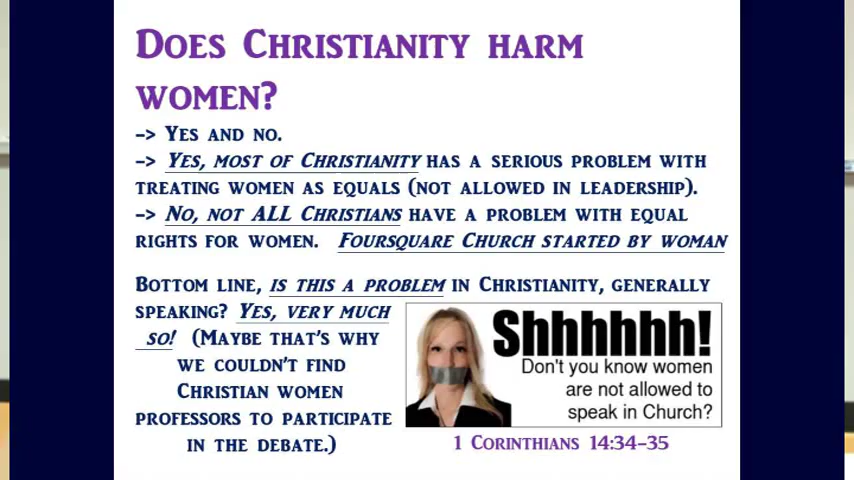 Does Christianity harm
women?
-> Yes and no.
-> Yes, most of Christianity has a serious problem with
treating women as equals (not allowed in leadership).
-> No, not ALL Christians have a problem with equal
rights for women. Foursquare Church started by woman
Bottom line, is this a problem in Christianity, generally
speaking? Yes, very much
so! (Maybe that's why
we couldn't find
Christian women
professors to participate
in the debate.)
Shhhhhh!
Don't you know women
are not allowed to
speak in Church?
1 Corinthians 14:34-35